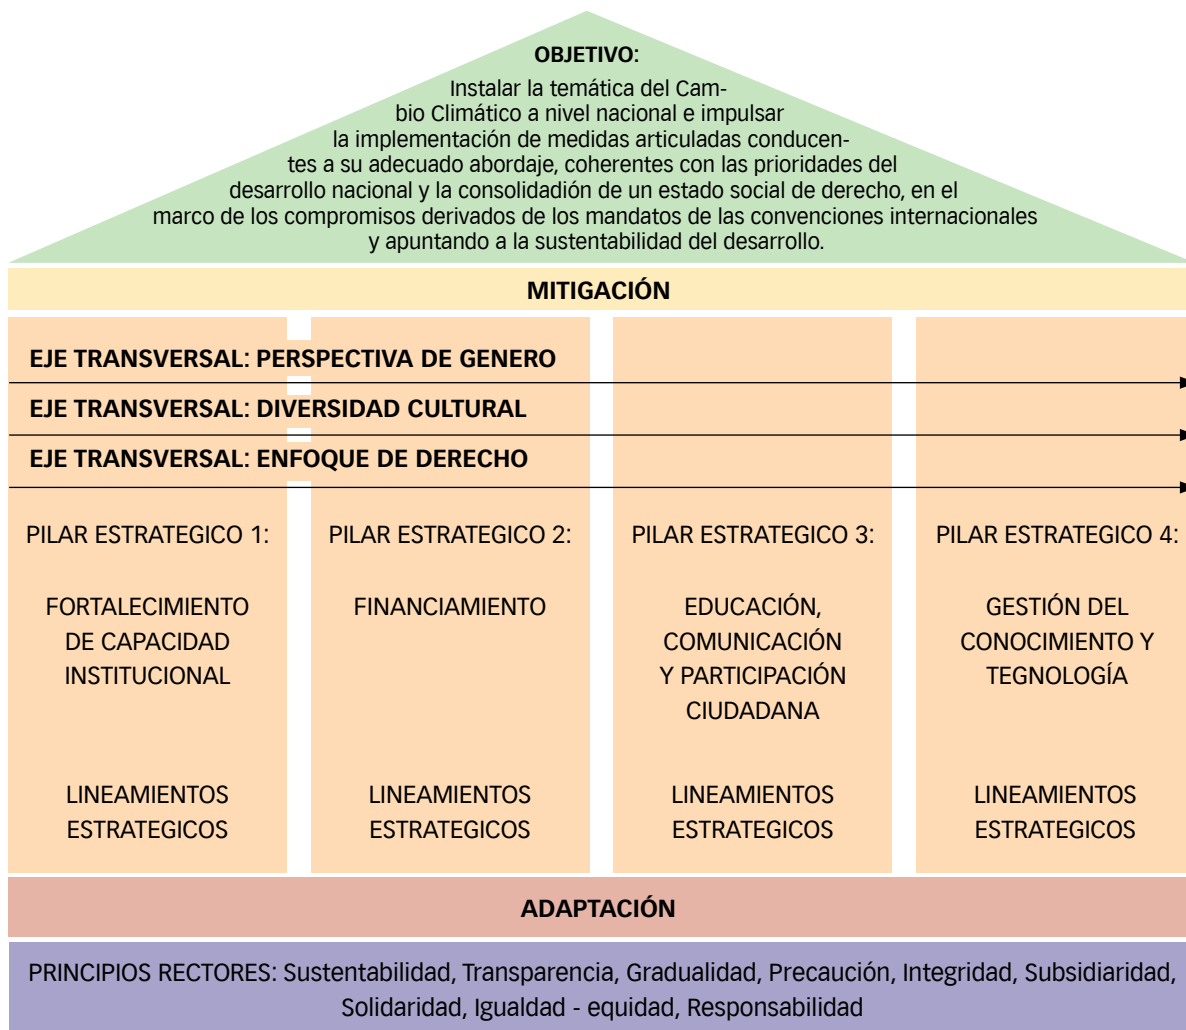 OBJETIVO:
Instalar la temática del Cam-
bio Climático a nivel nacional e impulsar
la implementación de medidas articuladas conducen-
tes a su adecuado abordaje, coherentes con las prioridades del
desarrollo nacional y la consolidadión de un estado social de derecho, en el
marco de los compromisos derivados de los mandatos de las convenciones internacionales
y apuntando a la sustentabilidad del desarrollo.
MITIGACIÓN
EJE TRANSVERSAL: PERSPECTIVA DE GENERO
EJE TRANSVERSAL: DIVERSIDAD CULTURAL
EJE TRANSVERSAL: ENFOQUE DE DERECHO
PILAR ESTRATEGICO 1:
FORTALECIMIENTO
DE CAPACIDAD
INSTITUCIONAL
LINEAMIENTOS
ESTRATEGICOS
PILAR ESTRATEGICO 2:
FINANCIAMIENTO
LINEAMIENTOS
ESTRATEGICOS
PILAR ESTRATEGICO 3:
EDUCACIÓN,
COMUNICACIÓN
Y PARTICIPACIÓN
CIUDADANA
LINEAMIENTOS
ESTRATEGICOS
PILAR ESTRATEGICO 4:
GESTIÓN DEL
CONOCIMIENTO Y
TEGNOLOGÍA
LINEAMIENTOS
ESTRATEGICOS
ADAPTACIÓN
PRINCIPIOS RECTORES: Sustentabilidad, Transparencia, Gradualidad, Precaución, Integridad, Subsidiaridad,
Solidaridad, Igualdad - equidad, Responsabilidad